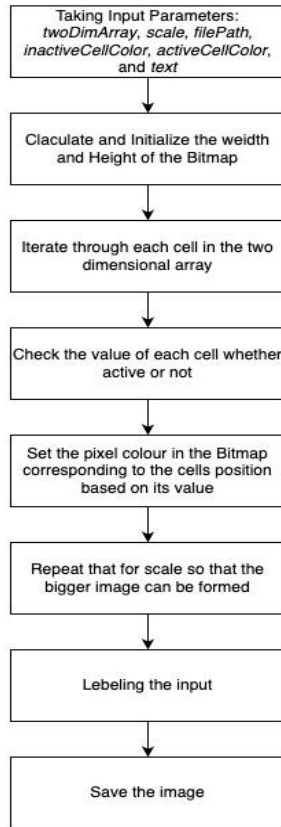 Taking Input Parameters:
twoDimArray, scale, filePath,
inactiveCellColor, activeCellColor,
and text
Claculate and Initialize the weidth
and Height of the Bitmap
Iterate through each cell in the two
dimensional array
Check the value of each cell whether
active or not
Set the pixel colour in the Bitmap
corresponding to the cells position
based on its value
Repeat that for scale so that the
bigger image can be formed
Lebeling the input
Save the image